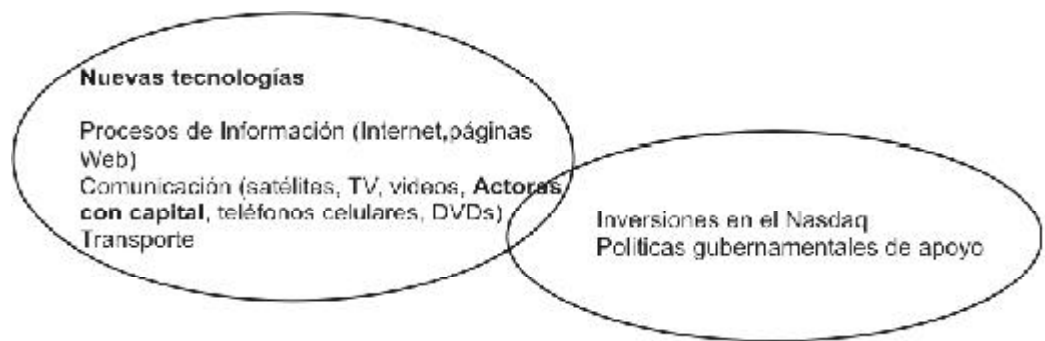 Nuevas tecnologías
Procesos de Información (Internet,páginas
Web)
Comunicación (satélites, TV, videos, Actores
con capital, teléfonos celulares, DVDs)
Transporte
Inversiones en el Nasdaq
Políticas gubernamentales de apoyo